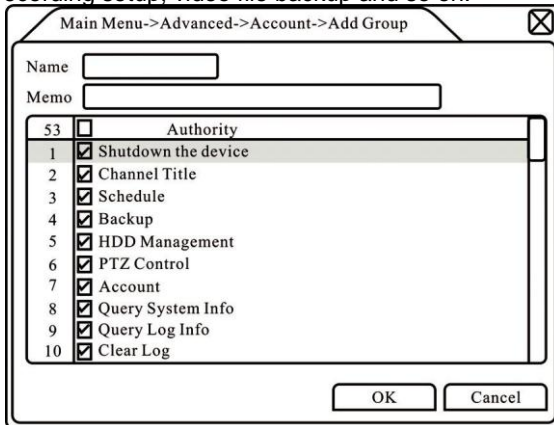 Main Menu->Advanced->Account->Add Group
Name
Memo
53 Authority
1 Shutdown the device
2 Channel Title
3 Schedule
4 Backup
5 HDD Management
6 PTZ Control
7 Account
8 Query System Info
9 Query Log Info
10 Clear Log
OK Cancel